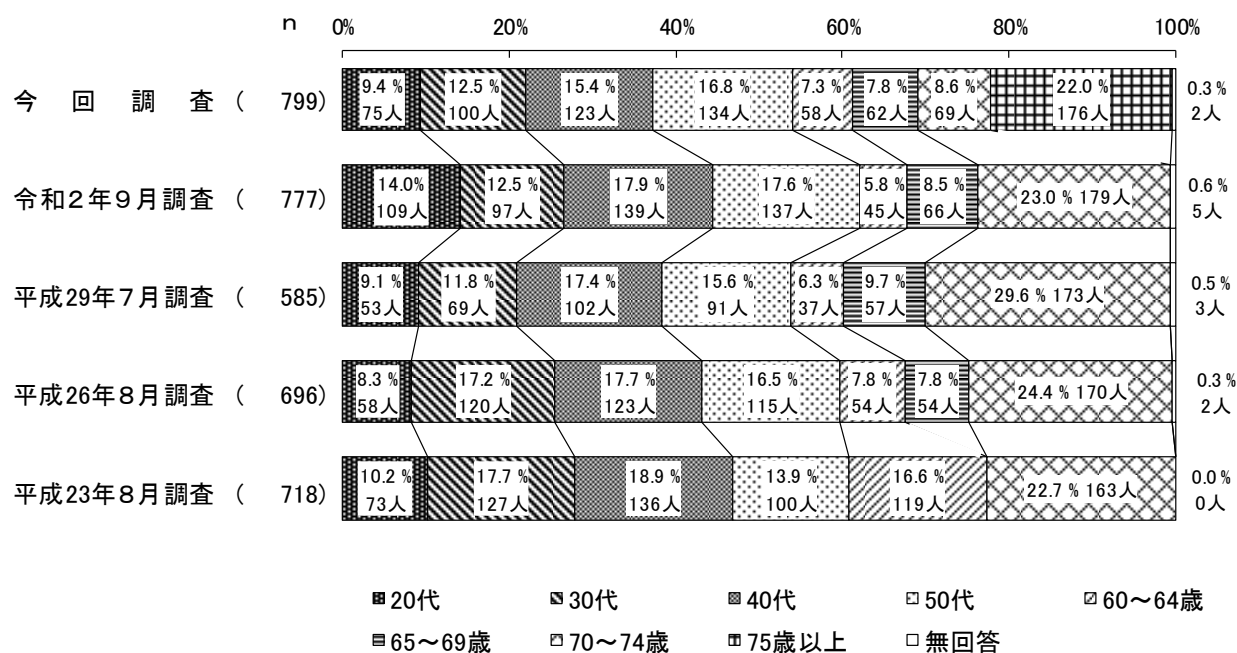 n 0% 20% 40% 60% 80% 100%
9.4 % 12.5 % 15.4 % 16.8 % 7.3 % 7.8 % 8.6 % 22.0 % 0.3 %
今回調査 ( 799) 75人 100人 123人 134人 58人 62人 69人 176人 2人
14.0% 12.5 % 17.9 % 17.6 % 5.8 % 8.5 % 23.0 % 179人 0.6 %
令和2年9月調査 ( 777) 109人 97人 139人 137人 45人 66人 5人
9.1 % 11.8 % 17.4 % 15.6 % 6.3 % 9.7 % 29.6 % 173人 0.5 %
平成29年7月調査 ( 585) 53人 69人 102人 91人 37人 57人 3人
8.3 % 17.2 % 17.7 % 16.5 % 7.8 % 7.8 % 24.4 % 170人 0.3 %
平成26年8月調査 ( 696) 58人 120人 123人 115人 54人 54人 2人
10.2 % 17.7 % 18.9 % 13.9 % 16.6 % 22.7 % 163人 0.0 %
平成23年8月調査 ( 718) 73人 127人 136人 100人 119人 0人
20代 30代 40代 50代 60～64歳
65～69歳 70～74歳 75歳以上 無回答